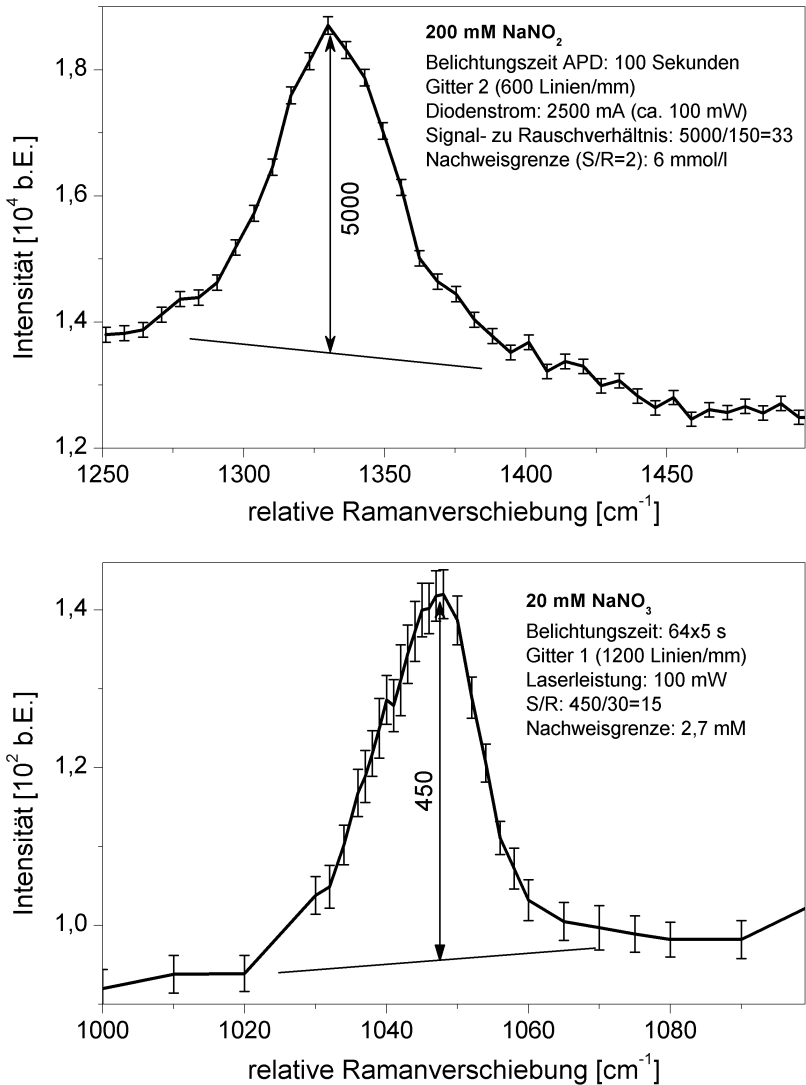 200 mM NaNO₂
Belichtungszeit APD: 100 Sekunden
Gitter 2 (600 Linien/mm)
Diodenstrom: 2500 mA (ca. 100 mW)
Signal- zu Rauschverhältnis: 5000/150=33
Nachweisgrenze (S/R=2): 6 mmol/l
Intensität [10⁴ b.E.]
1,8
1,6
1,4
1,2
5000
1250
1300
1350
1400
1450
relative Ramanverschiebung [cm⁻¹]
20 mM NaNO₃
Belichtungszeit: 64x5 s
Gitter 1 (1200 Linien/mm)
Laserleistung: 100 mW
S/R: 450/30=15
Nachweisgrenze: 2,7 mM
Intensität [10² b.E.]
1,4
1,2
1,0
450
1000
1020
1040
1060
1080
relative Ramanverschiebung [cm⁻¹]